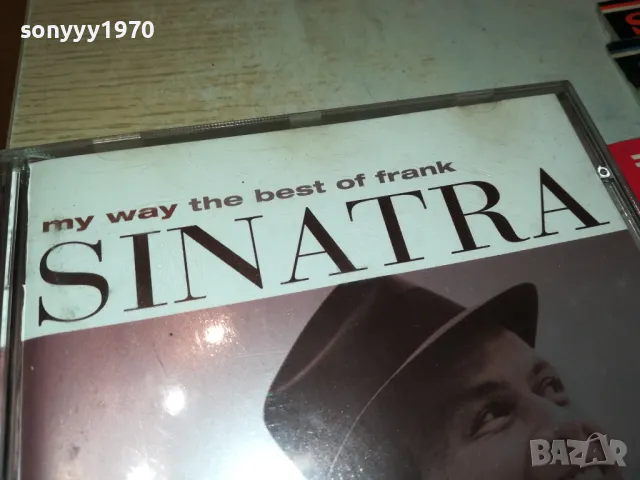 sonyyy1970
my way the best of frank
SINATRA
BAZAR